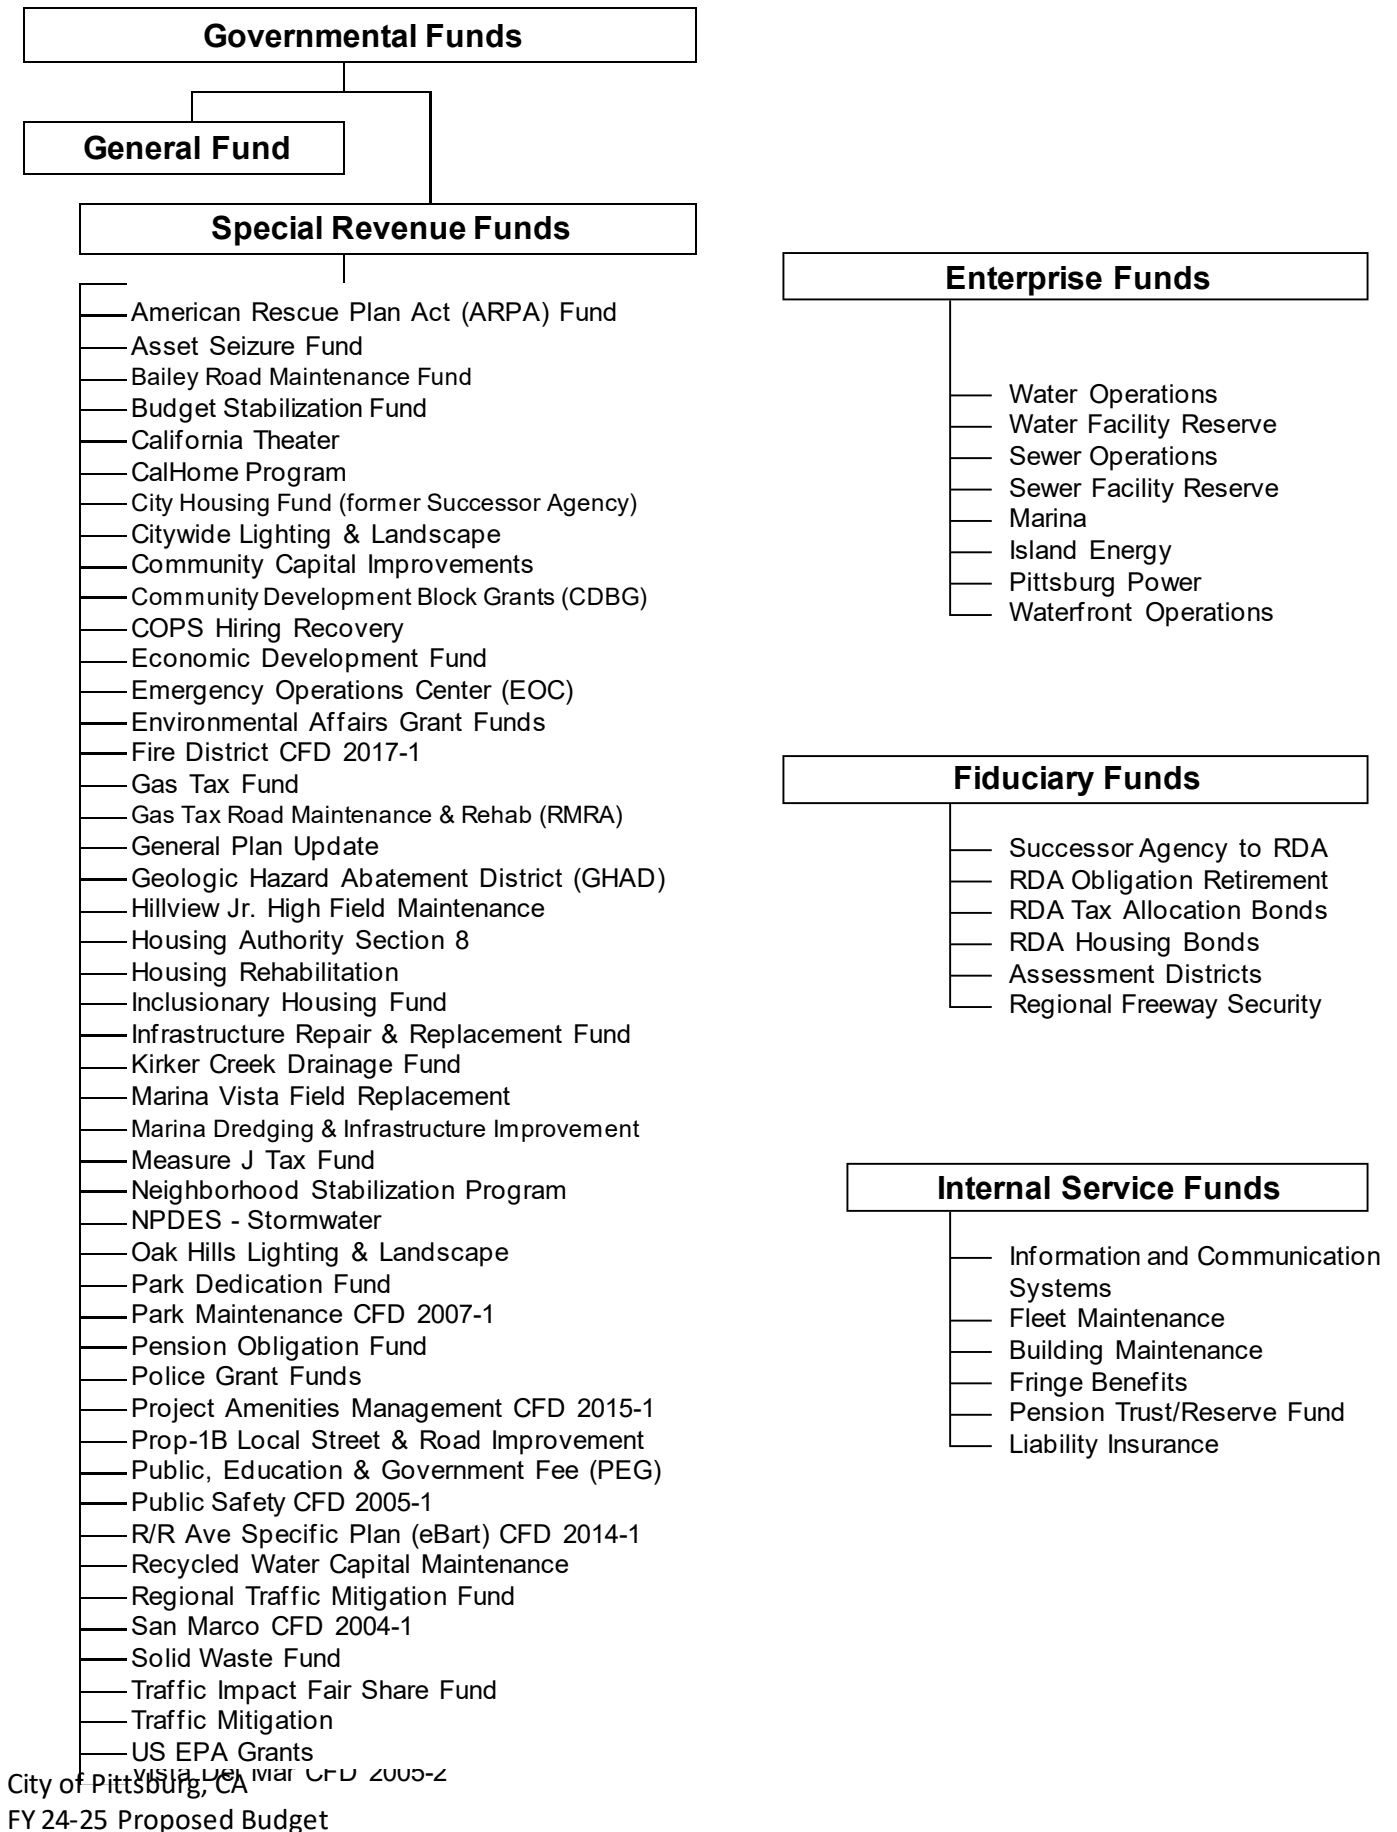 Governmental Funds
General Fund
Special Revenue Funds
American Rescue Plan Act (ARPA) Fund
Asset Seizure Fund
Bailey Road Maintenance Fund
Budget Stabilization Fund
California Theater
CalHome Program
City Housing Fund (former Successor Agency)
Citywide Lighting & Landscape
Community Capital Improvements
Community Development Block Grants (CDBG)
COPS Hiring Recovery
Economic Development Fund
Emergency Operations Center (EOC)
Environmental Affairs Grant Funds
Fire District CFD 2017-1
Gas Tax Fund
Gas Tax Road Maintenance & Rehab (RMRA)
General Plan Update
Geologic Hazard Abatement District (GHAD)
Hillview Jr. High Field Maintenance
Housing Authority Section 8
Housing Rehabilitation
Inclusionary Housing Fund
Infrastructure Repair & Replacement Fund
Kirker Creek Drainage Fund
Marina Vista Field Replacement
Marina Dredging & Infrastructure Improvement
Measure J Tax Fund
Neighborhood Stabilization Program
NPDES - Stormwater
Oak Hills Lighting & Landscape
Park Dedication Fund
Park Maintenance CFD 2007-1
Pension Obligation Fund
Police Grant Funds
Project Amenities Management CFD 2015-1
Prop-1B Local Street & Road Improvement
Public, Education & Government Fee (PEG)
Public Safety CFD 2005-1
R/R Ave Specific Plan (eBart) CFD 2014-1
Recycled Water Capital Maintenance
Regional Traffic Mitigation Fund
San Marco CFD 2004-1
Solid Waste Fund
Traffic Impact Fair Share Fund
Traffic Mitigation
US EPA Grants
Vista Del Mar CFD 2005-2
Enterprise Funds
Water Operations
Water Facility Reserve
Sewer Operations
Sewer Facility Reserve
Marina
Island Energy
Pittsburg Power
Waterfront Operations
Fiduciary Funds
Successor Agency to RDA
RDA Obligation Retirement
RDA Tax Allocation Bonds
RDA Housing Bonds
Assessment Districts
Regional Freeway Security
Internal Service Funds
Information and Communication
Systems
Fleet Maintenance
Building Maintenance
Fringe Benefits
Pension Trust/Reserve Fund
Liability Insurance
City of Pittsburg, CA
FY 24-25 Proposed Budget